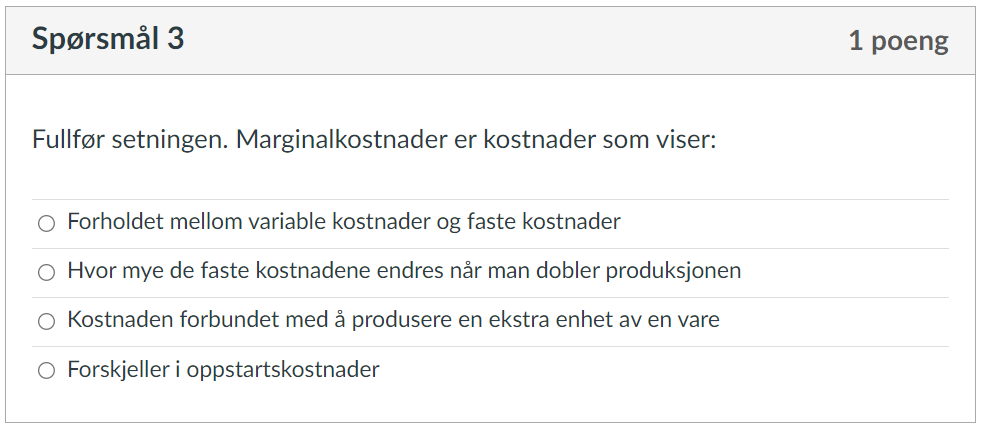 Spørsmål 3
1 poeng
Fullfør setningen. Marginalkostnader er kostnader som viser:
Forholdet mellom variable kostnader og faste kostnader
Hvor mye de faste kostnadene endres når man dobler produksjonen
Kostnaden forbundet med å produsere en ekstra enhet av en vare
Forskjeller i oppstartskostnader